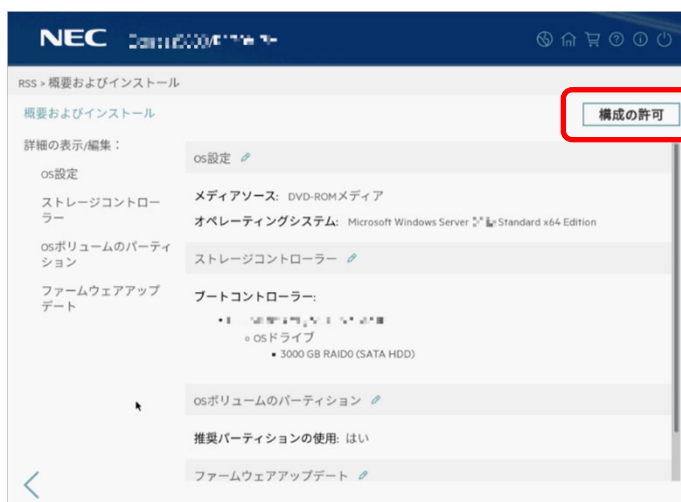 NEC
RSS > 概要およびインストール
概要およびインストール
構成の許可
詳細の表示/編集：
OS設定
ストレージコントロー
ラー
OSボリュームのパーティ
ション
ファームウェアアップ
デート
OS設定
メディアソース: DVD-ROMメディア
オペレーティングシステム: Microsoft Windows Server Standard x64 Edition
ストレージコントローラー
ブートコントローラー:
OSドライブ
3000 GB RAID0 (SATA HDD)
OSボリュームのパーティション
推奨パーティションの使用: はい
ファームウェアアップデート